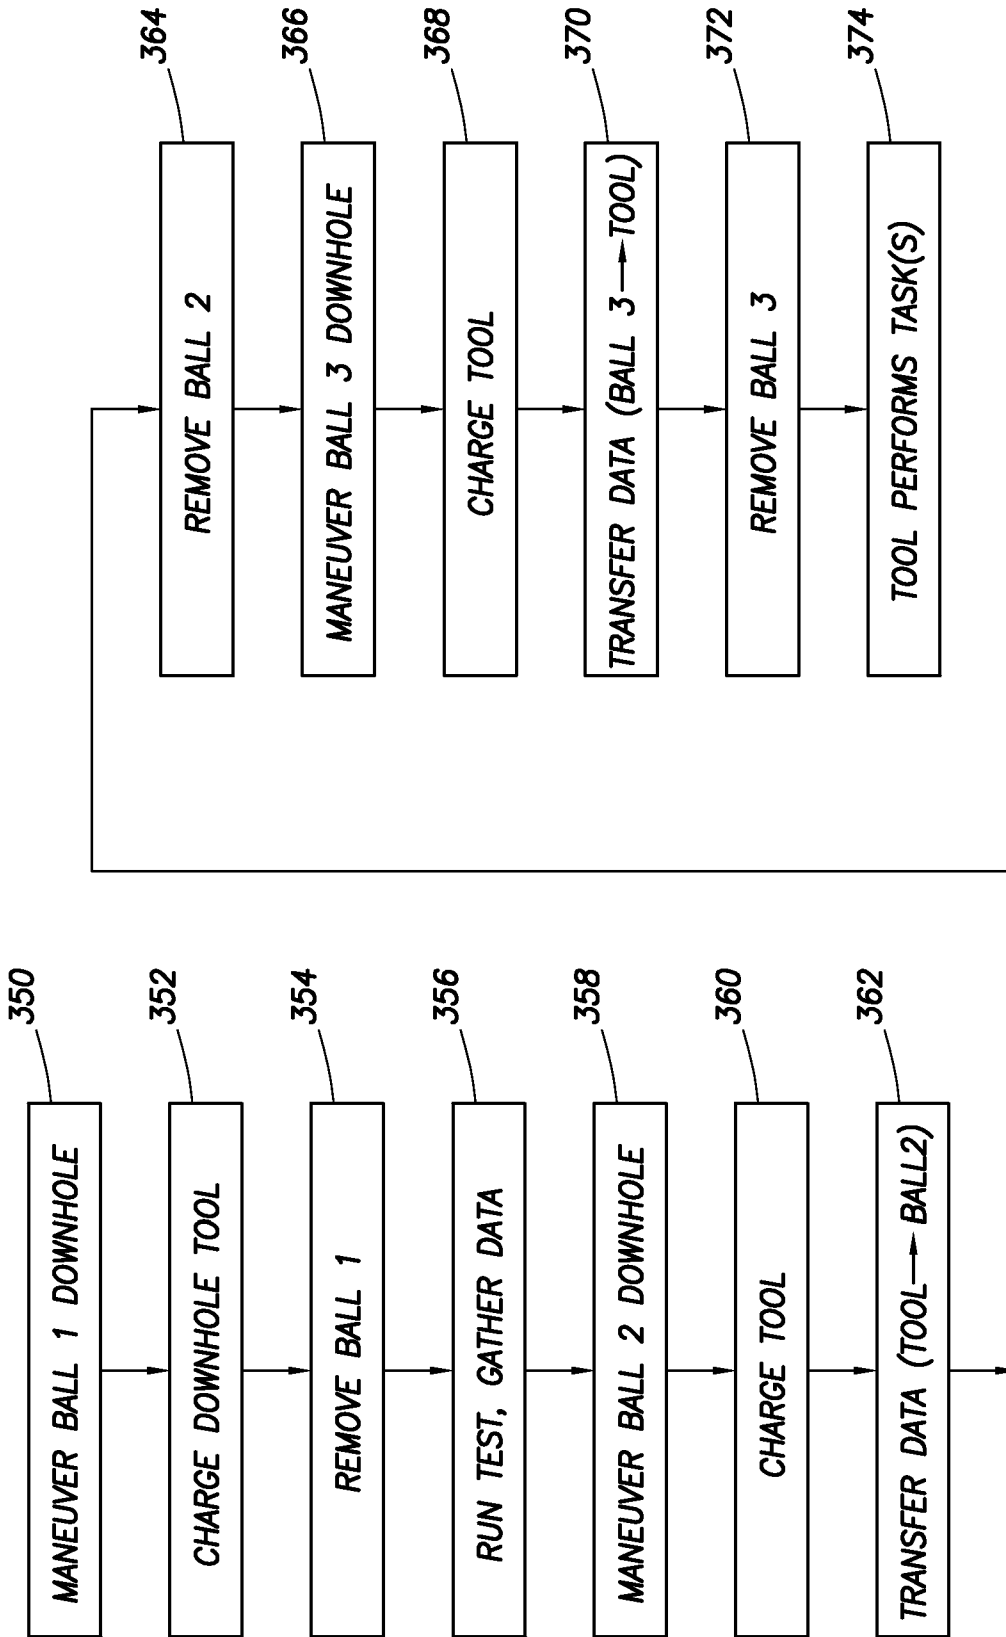 MANEUVER BALL 1 DOWNHOLE
350
CHARGE DOWNHOLE TOOL
352
REMOVE BALL 1
354
RUN TEST, GATHER DATA
356
MANEUVER BALL 2 DOWNHOLE
358
CHARGE TOOL
360
TRANSFER DATA (TOOL→BALL2)
362
REMOVE BALL 2
364
MANEUVER BALL 3 DOWNHOLE
366
CHARGE TOOL
368
TRANSFER DATA (BALL 3→TOOL)
370
REMOVE BALL 3
372
TOOL PERFORMS TASK(S)
374